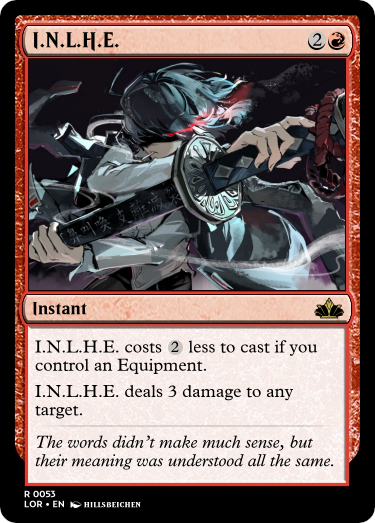 I.N.L.H.E. 2
Instant
I.N.L.H.E. costs 2 less to cast if you
control an Equipment.
I.N.L.H.E. deals 3 damage to any
target.
The words didn't make much sense, but
their meaning was understood all the same.
R 0053
LOR • EN HILLSBEICHEN